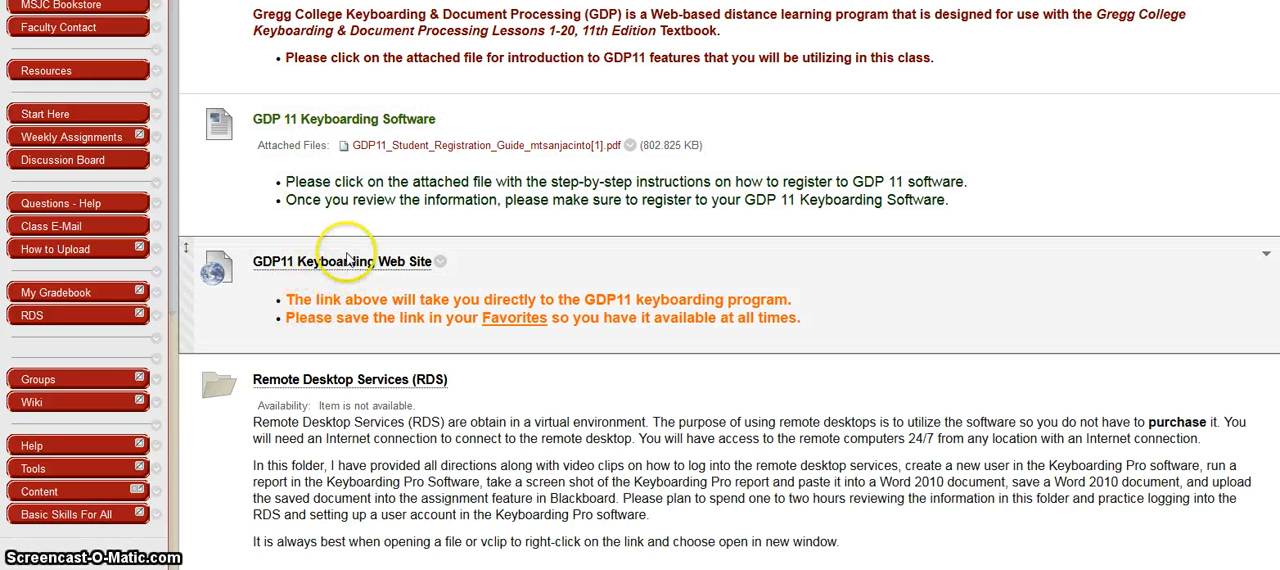 MSJC Bookstore
Faculty Contact
Resources
Start Here
Weekly Assignments
Discussion Board
Questions - Help
Class E-Mail
How to Upload
My Gradebook
RDS
Groups
Wiki
Help
Tools
Content
Basic Skills For All
Gregg College Keyboarding & Document Processing (GDP) is a Web-based distance learning program that is designed for use with the Gregg College
Keyboarding & Document Processing Lessons 1-20, 11th Edition Textbook.
• Please click on the attached file for introduction to GDP11 features that you will be utilizing in this class.
GDP 11 Keyboarding Software
Attached Files: GDP11_Student_Registration_Guide_mtsanjacinto[1].pdf (802.825 KB)
• Please click on the attached file with the step-by-step instructions on how to register to GDP 11 software.
• Once you review the information, please make sure to register to your GDP 11 Keyboarding Software.
GDP11 Keyboarding Web Site
• The link above will take you directly to the GDP11 keyboarding program.
• Please save the link in your Favorites so you have it available at all times.
Remote Desktop Services (RDS)
Availability: Item is not available.
Remote Desktop Services (RDS) are obtain in a virtual environment. The purpose of using remote desktops is to utilize the software so you do not have to purchase it. You
will need an Internet connection to connect to the remote desktop. You will have access to the remote computers 24/7 from any location with an Internet connection.
In this folder, I have provided all directions along with video clips on how to log into the remote desktop services, create a new user in the Keyboarding Pro software, run a
report in the Keyboarding Pro Software, take a screen shot of the Keyboarding Pro report and paste it into a Word 2010 document, save a Word 2010 document, and upload
the saved document into the assignment feature in Blackboard. Please plan to spend one to two hours reviewing the information in this folder and practice logging into the
RDS and setting up a user account in the Keyboarding Pro software.
It is always best when opening a file or vclip to right-click on the link and choose open in new window.
Screencast-O-Matic.com